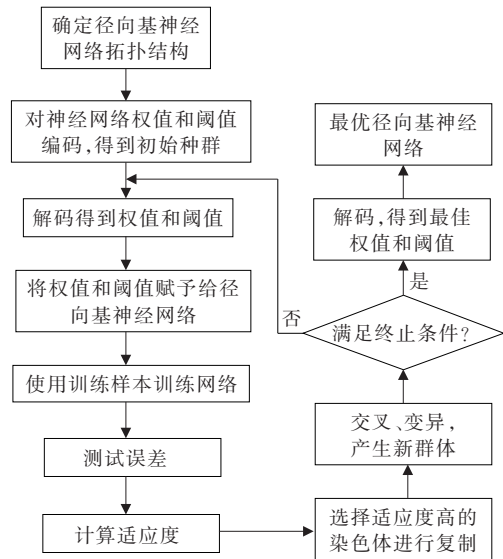 确定径向基神经
网络拓扑结构
对神经网络权值和阈值
编码,得到初始种群
解码得到权值和阈值
将权值和阈值赋予给径
向基神经网络
使用训练样本训练网络
测试误差
计算适应度
选择适应度高的
染色体进行复制
交叉、变异,
产生新群体
满足终止条件?
否
是
解码,得到最佳
权值和阈值
最优径向基神经
网络